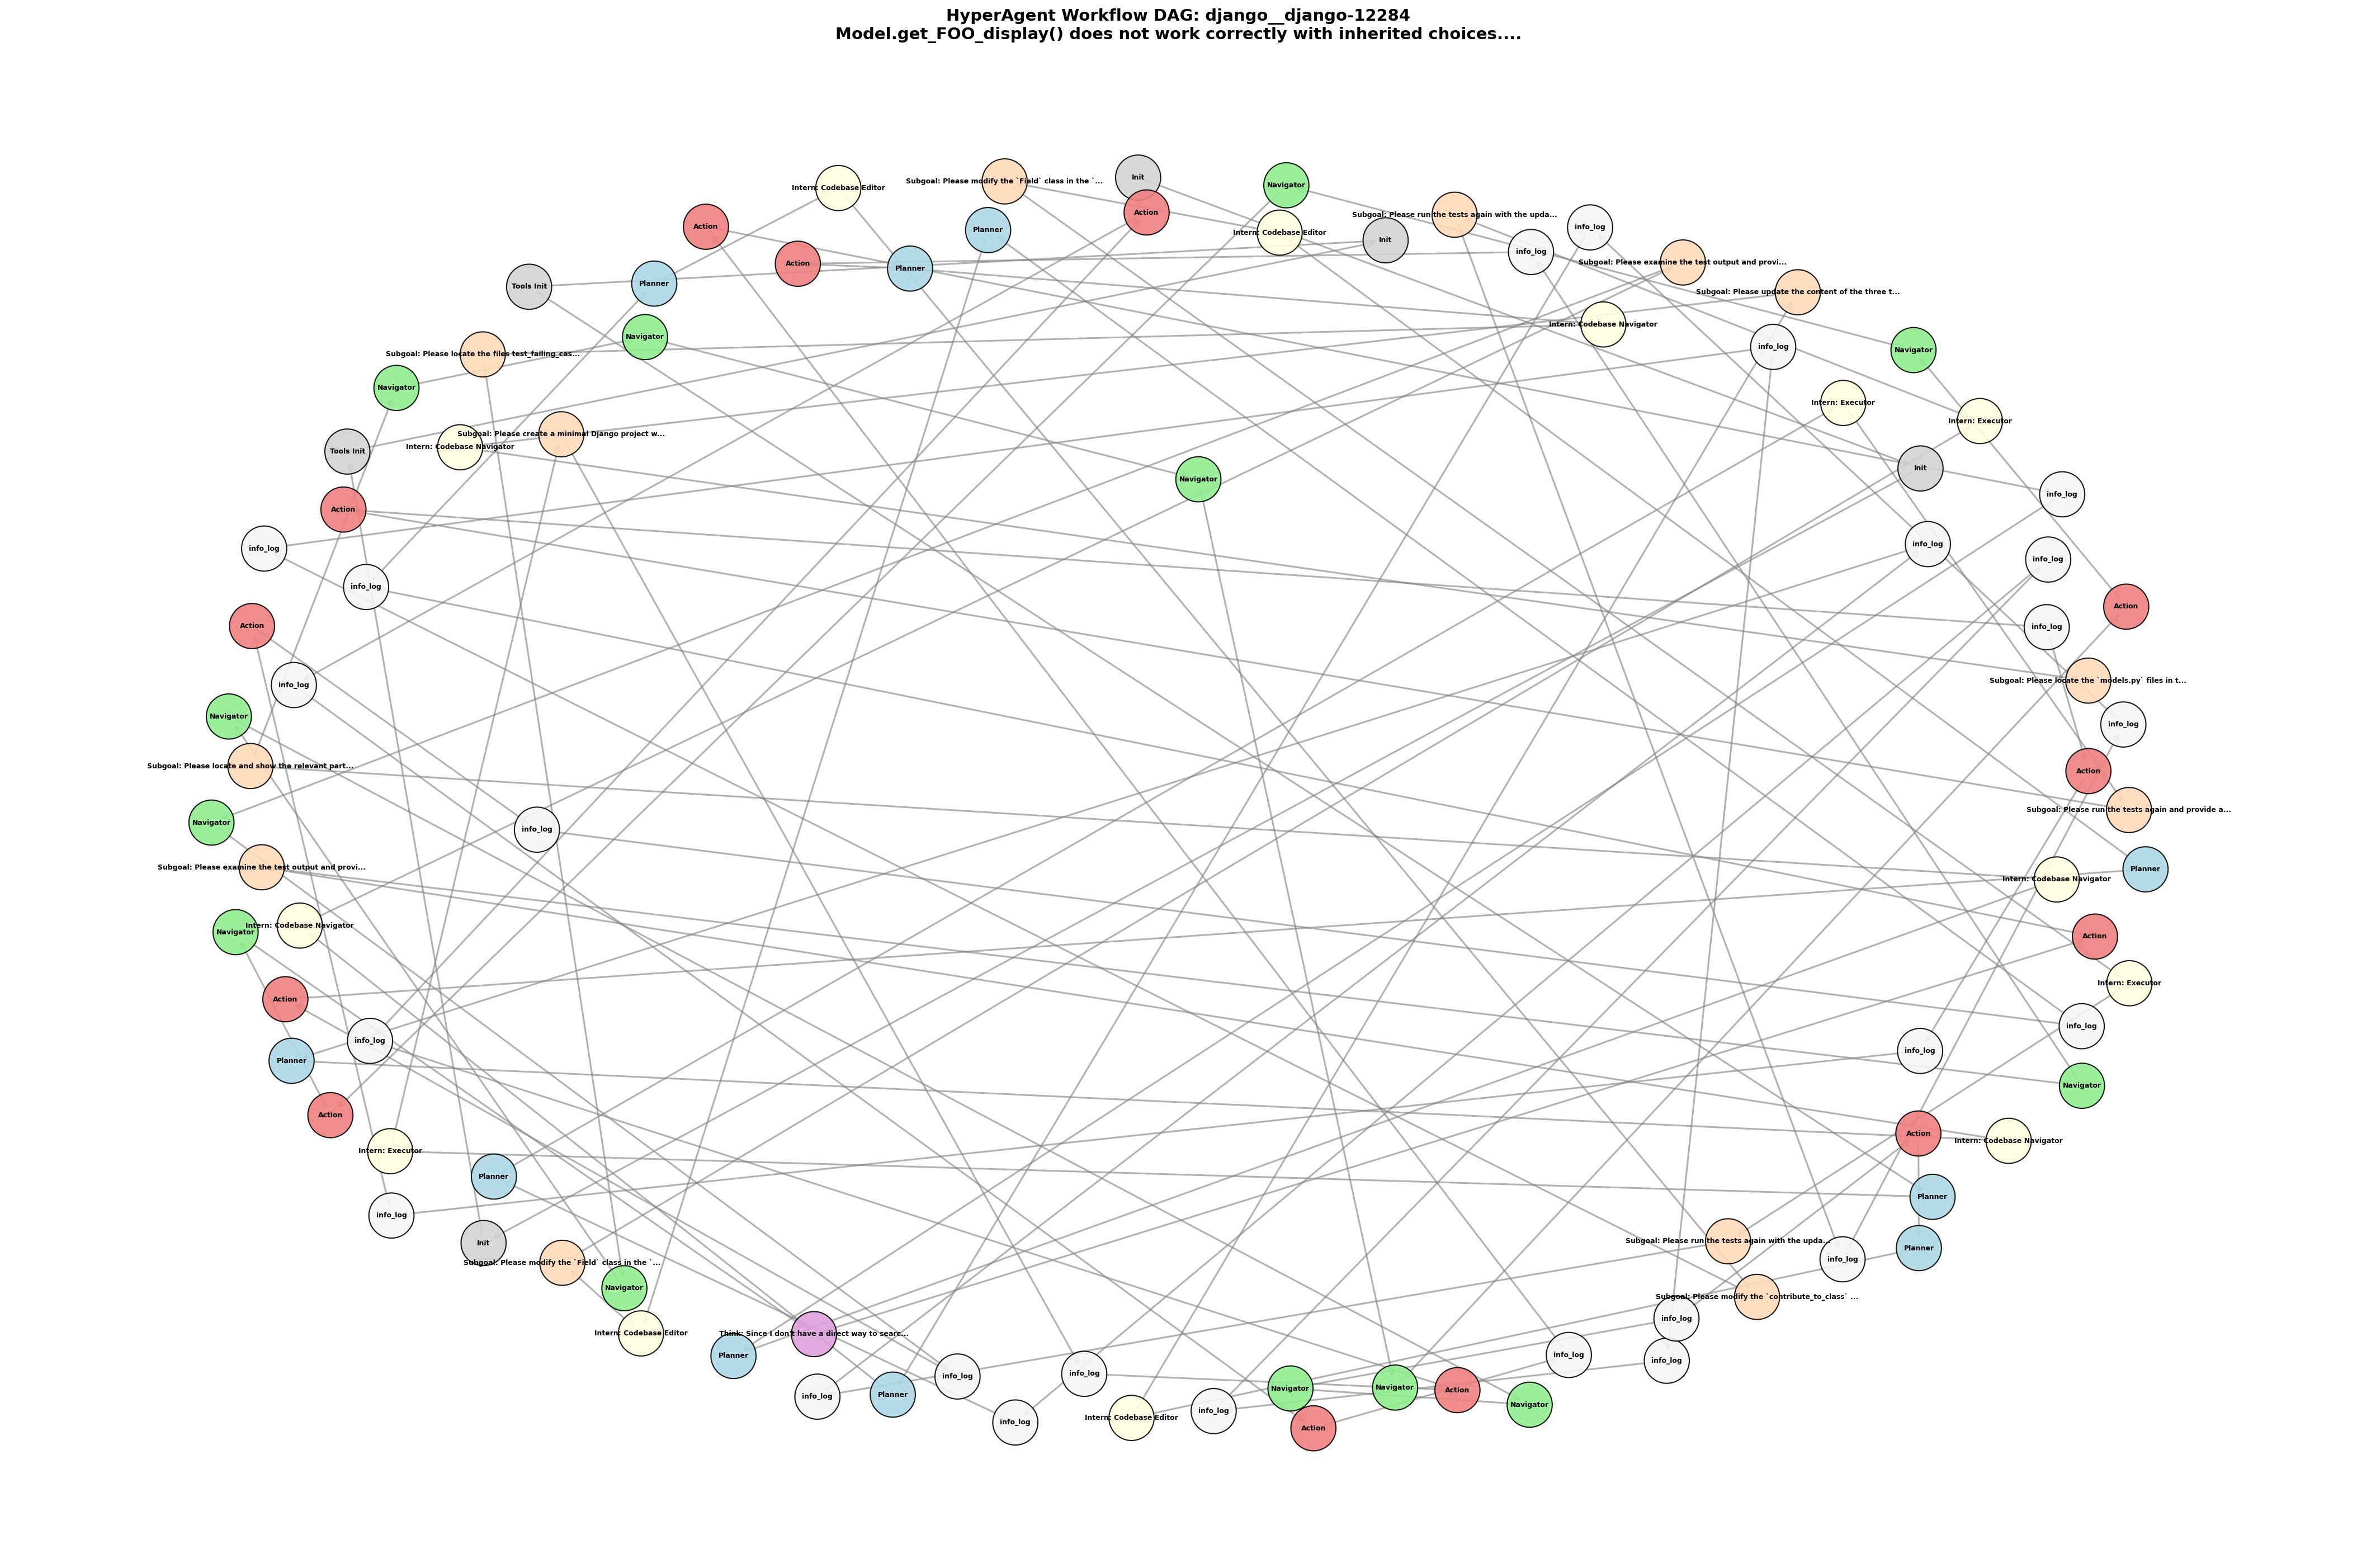 HyperAgent Workflow DAG: django__django-12284
Model.get_FOO_display() does not work correctly with inherited choices....
Init
Subgoal: Please modify the `Field` class in the `...
Navigator
Intern: Codebase Editor
Action
Subgoal: Please run the tests again with the upda...
Action
info_log
Planner
Intern: Codebase Editor
Init
info_log
Subgoal: Please examine the test output and provi...
Action
Planner
Planner
Tools Init
Subgoal: Please update the content of the three t...
Intern: Codebase Navigator
Navigator
info_log
Navigator
Subgoal: Please locate the files test_failing_cas...
Navigator
Intern: Executor
Intern: Executor
Subgoal: Please create a minimal Django project w...
Intern: Codebase Navigator
Tools Init
Init
Navigator
info_log
Action
info_log
info_log
info_log
info_log
Action
Action
info_log
Subgoal: Please locate the `models.py` files in t...
info_log
Navigator
info_log
Subgoal: Please locate and show the relevant part...
Action
Subgoal: Please run the tests again and provide a...
Navigator
info_log
Subgoal: Please examine the test output and provi...
Planner
Intern: Codebase Navigator
Intern: Codebase Navigator
Navigator
Action
Intern: Executor
Action
info_log
info_log
info_log
Planner
Navigator
Action
Action
Intern: Codebase Navigator
Intern: Executor
Planner
Planner
info_log
Subgoal: Please run the tests again with the upda...
Init
Planner
info_log
Subgoal: Please modify the `Field` class in the `...
Navigator
Subgoal: Please modify the `contribute_to_class` ...
info_log
Intern: Codebase Editor
Think: Since I don't have a direct way to searc...
Planner
info_log
info_log
info_log
info_log
Navigator
Navigator
Action
Planner
info_log
Navigator
info_log
Intern: Codebase Editor
info_log
Action